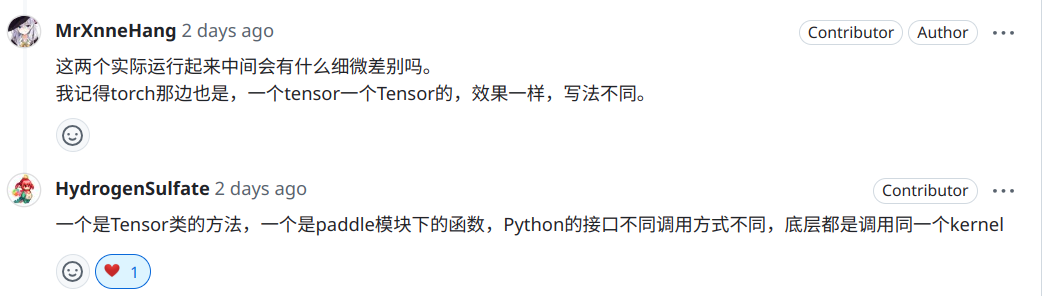 MrXnneHang 2 days ago Contributor Author
这两个实际运行起来中间会有什么细微差别吗。
我记得torch那边也是，一个tensor一个Tensor的，效果一样，写法不同。
HydrogenSulfate 2 days ago Contributor
一个是Tensor类的方法，一个是paddle模块下的函数，Python的接口不同调用方式不同，底层都是调用同一个kernel
1